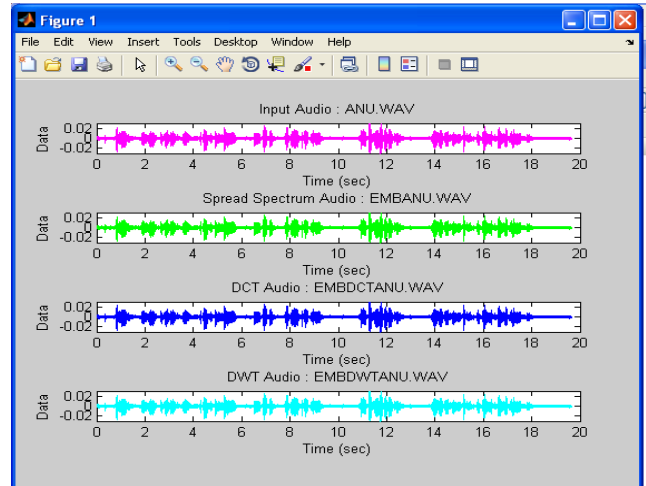 Figure 1
File Edit View Insert Tools Desktop Window Help
Input Audio : ANU.WAV
Data
0.02
0
-0.02
0 2 4 6 8 10 12 14 16 18 20
Time (sec)
Spread Spectrum Audio : EMBANU.WAV
Data
0.02
0
-0.02
0 2 4 6 8 10 12 14 16 18 20
Time (sec)
DCT Audio : EMBDCTANU.WAV
Data
0.02
0
-0.02
0 2 4 6 8 10 12 14 16 18 20
Time (sec)
DWT Audio : EMBDWTANU.WAV
Data
0.02
0
-0.02
0 2 4 6 8 10 12 14 16 18 20
Time (sec)